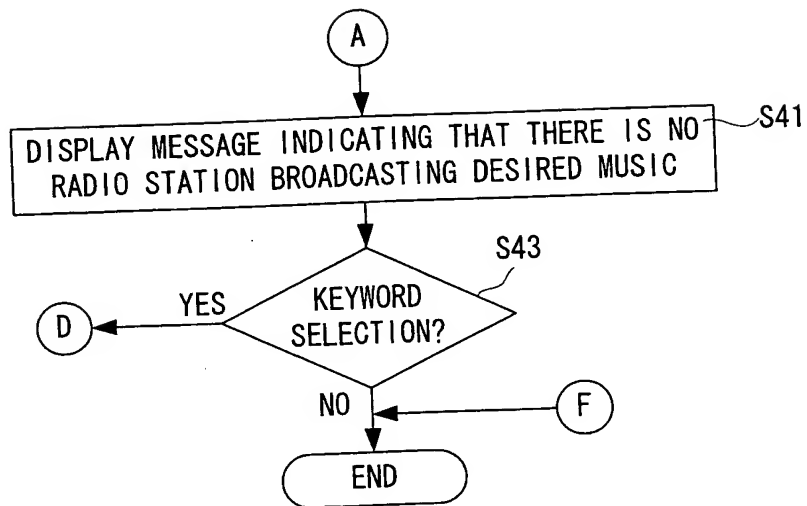 A
DISPLAY MESSAGE INDICATING THAT THERE IS NO
RADIO STATION BROADCASTING DESIRED MUSIC
S41
S43
KEYWORD
SELECTION?
YES
D
NO
F
END